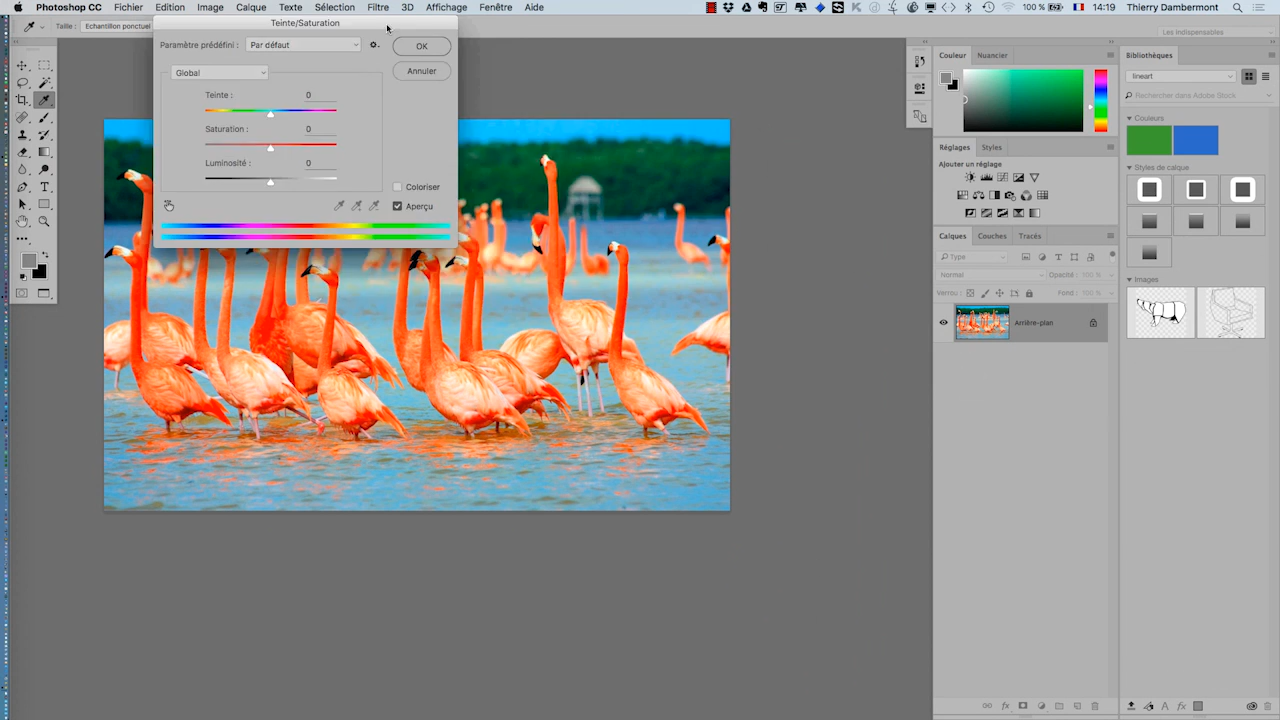 Photoshop CC Fichier Edition Image Calque Texte Sélection Filtre 3D Affichage Fenêtre Aide 100 % 14:19 Thierry Dambermont
Taille : Echantillon ponctuel
Les indispensables
Teinte/Saturation
Paramètre prédéfini : Par défaut
OK
Annuler
Global
Teinte : 0
Saturation : 0
Luminosité : 0
Coloriser
Aperçu
Couleur Nuancier
Réglages Styles
Ajouter un réglage
Calques Couches Tracés
Type
Normal Opacité : 100 %
Verrou : Fond : 100 %
Arrière-plan
Bibliothèques
lineart
Rechercher dans Adobe Stock
Couleurs
Styles de calque
Images